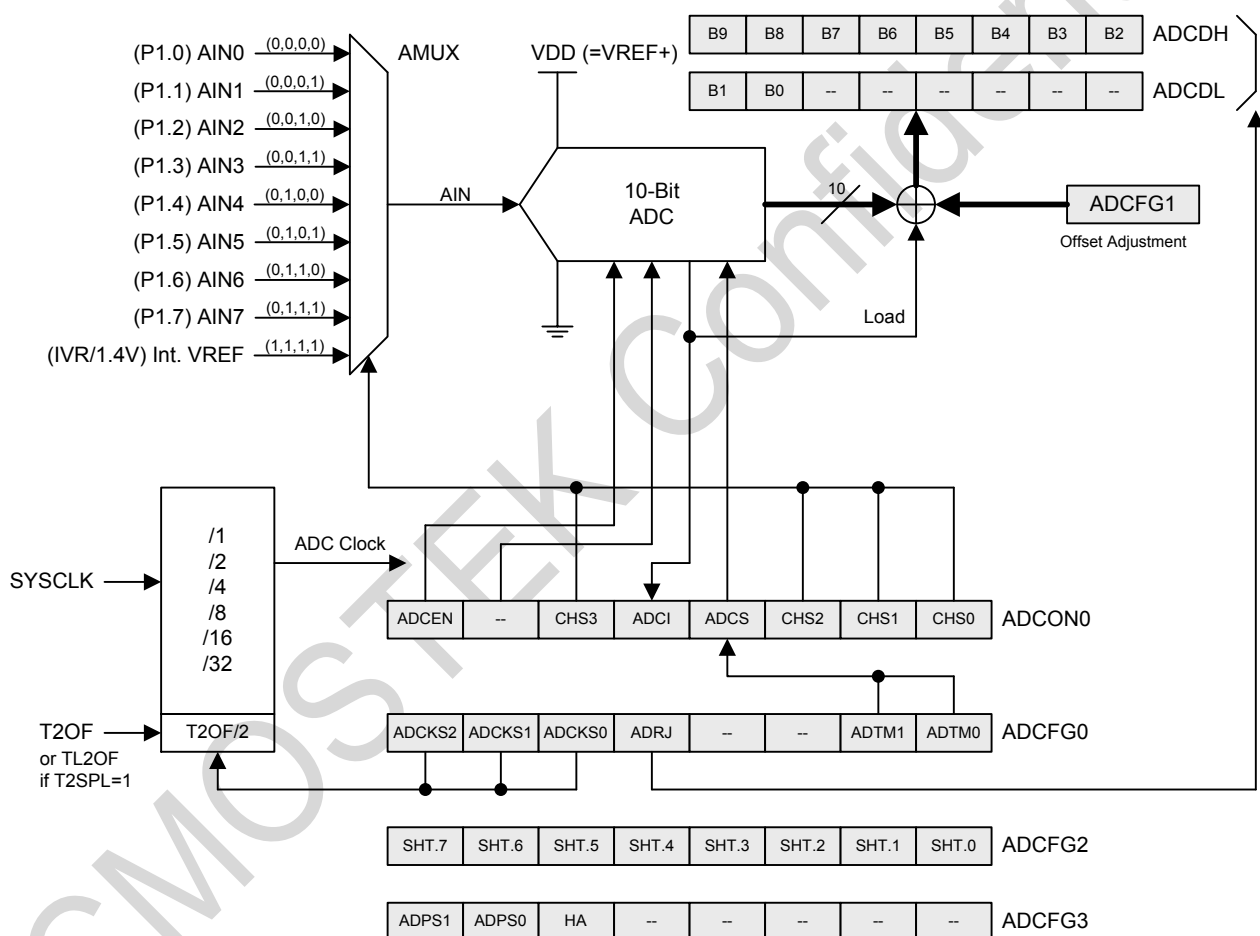 B9 B8 B7 B6 B5 B4 B3 B2 ADCDH
B1 B0 -- -- -- -- -- -- ADCDL
AMUX
VDD (=VREF+)
(P1.0) AIN0 (0,0,0,0)
(P1.1) AIN1 (0,0,0,1)
(P1.2) AIN2 (0,0,1,0)
(P1.3) AIN3 (0,0,1,1)
(P1.4) AIN4 (0,1,0,0)
(P1.5) AIN5 (0,1,0,1)
(P1.6) AIN6 (0,1,1,0)
(P1.7) AIN7 (0,1,1,1)
(IVR/1.4V) Int. VREF (1,1,1,1)
AIN
10-Bit
ADC
10
ADCFG1
Offset Adjustment
Load
SYSCLK
/1
/2
/4
/8
/16
/32
ADC Clock
ADCEN -- CHS3 ADCI ADCS CHS2 CHS1 CHS0 ADCON0
T2OF
or TL2OF
if T2SPL=1
T2OF/2
ADCKS2 ADCKS1 ADCKS0 ADRJ -- -- ADTM1 ADTM0 ADCFG0
SHT.7 SHT.6 SHT.5 SHT.4 SHT.3 SHT.2 SHT.1 SHT.0 ADCFG2
ADPS1 ADPS0 HA -- -- -- -- -- ADCFG3
CMOSTEK